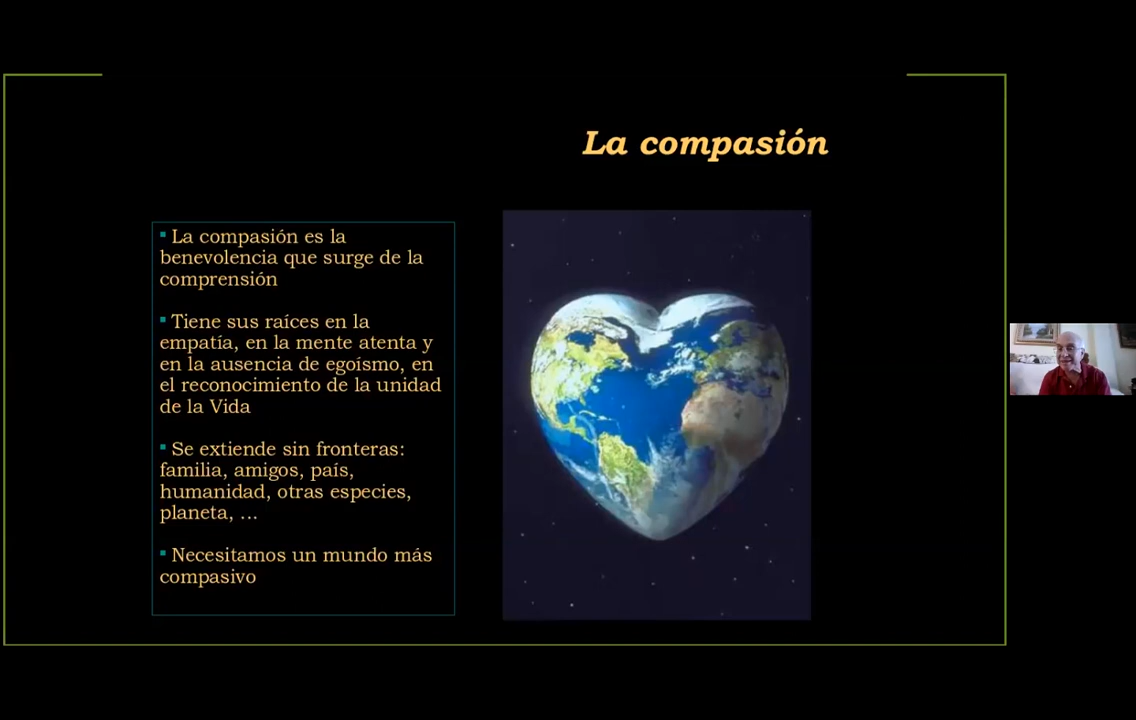 La compasión
▪ La compasión es la
benevolencia que surge de la
comprensión
▪ Tiene sus raíces en la
empatía, en la mente atenta y
en la ausencia de egoísmo, en
el reconocimiento de la unidad
de la Vida
▪ Se extiende sin fronteras:
familia, amigos, país,
humanidad, otras especies,
planeta, ...
▪ Necesitamos un mundo más
compasivo